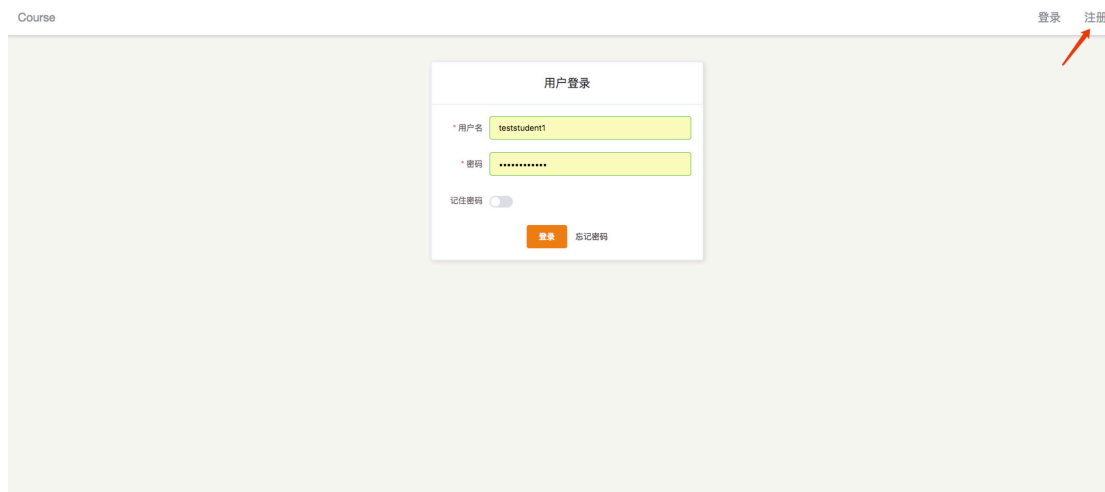 Course 登录 注册
用户登录
* 用户名 teststudent1
* 密码 ••••••••••••
记住密码
登录 忘记密码